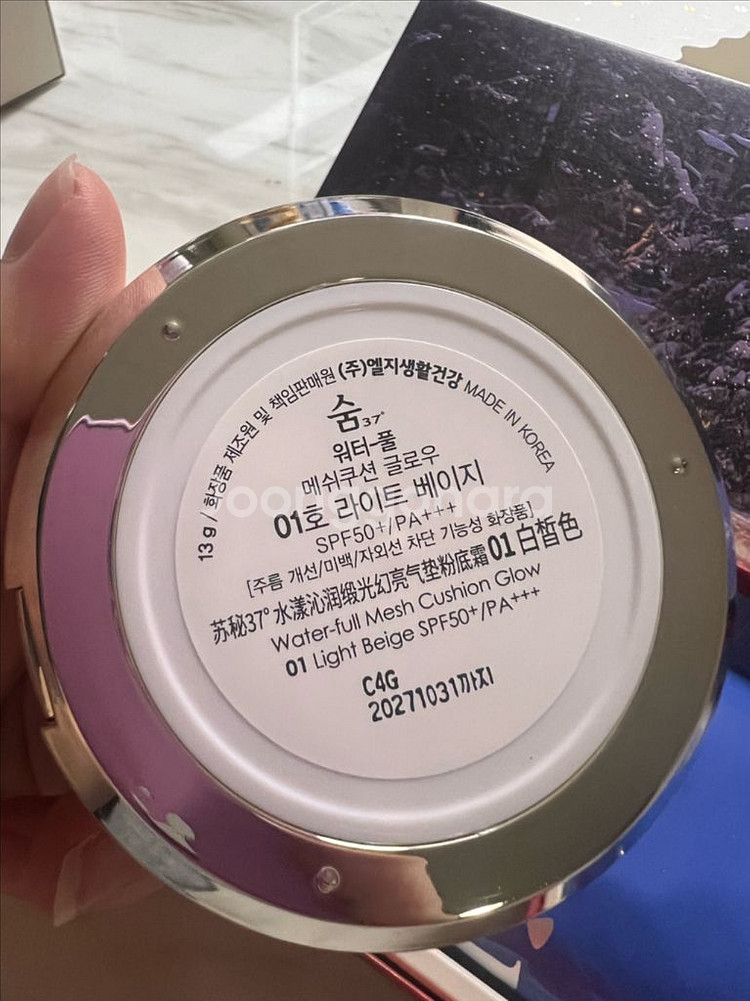 13 g / 화장품 제조원 및 책임판매원 (주)엘지생활건강 MADE IN KOREA
숨37°
워터-풀
메쉬쿠션 글로우
01호 라이트 베이지
SPF50+/PA+++
[주름 개선/미백/자외선 차단 기능성 화장품]
苏秘37° 水漾沁润缎光幻亮气垫粉底霜 01 白皙色
Water-full Mesh Cushion Glow
01 Light Beige SPF50+/PA+++
C4G
20271031까지
joonggonara